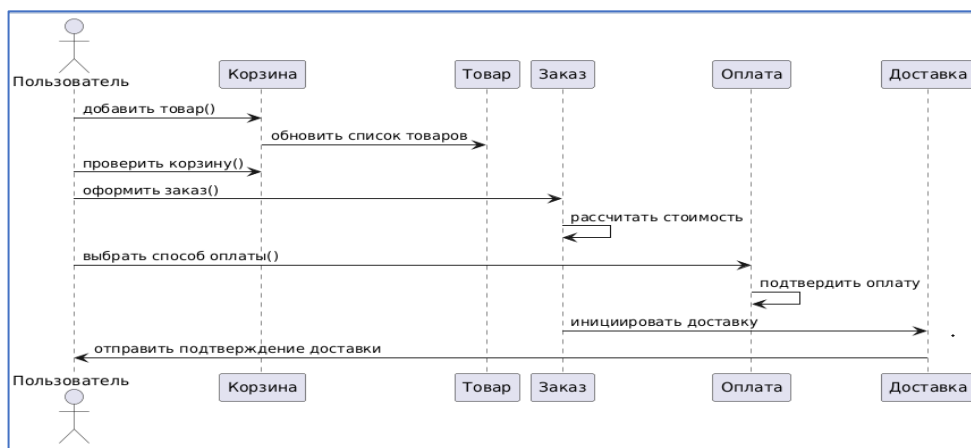 Пользователь
Корзина
Товар
Заказ
Оплата
Доставка
добавить товар()
обновить список товаров
проверить корзину()
оформить заказ()
рассчитать стоимость
выбрать способ оплаты()
подтвердить оплату
инициировать доставку
отправить подтверждение доставки
Пользователь
Корзина
Товар
Заказ
Оплата
Доставка